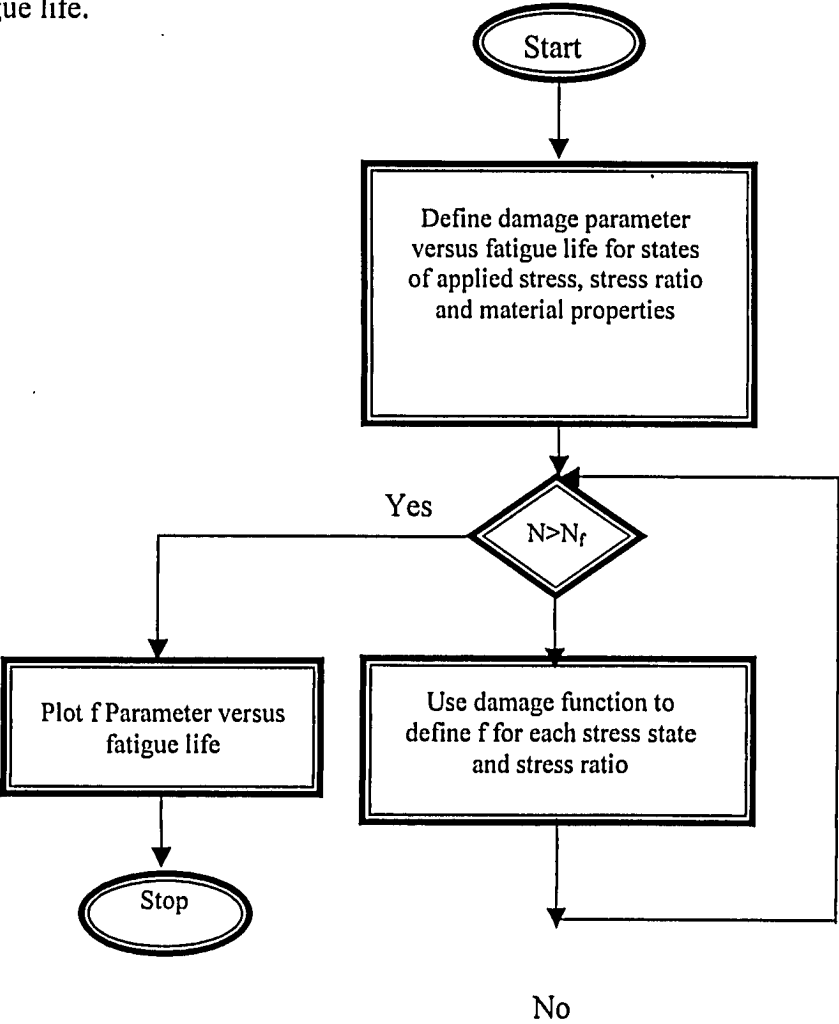 gue life.
Start
Define damage parameter
versus fatigue life for states
of applied stress, stress ratio
and material properties
Yes
N>Nf
Plot f Parameter versus
fatigue life
Use damage function to
define f for each stress state
and stress ratio
Stop
No